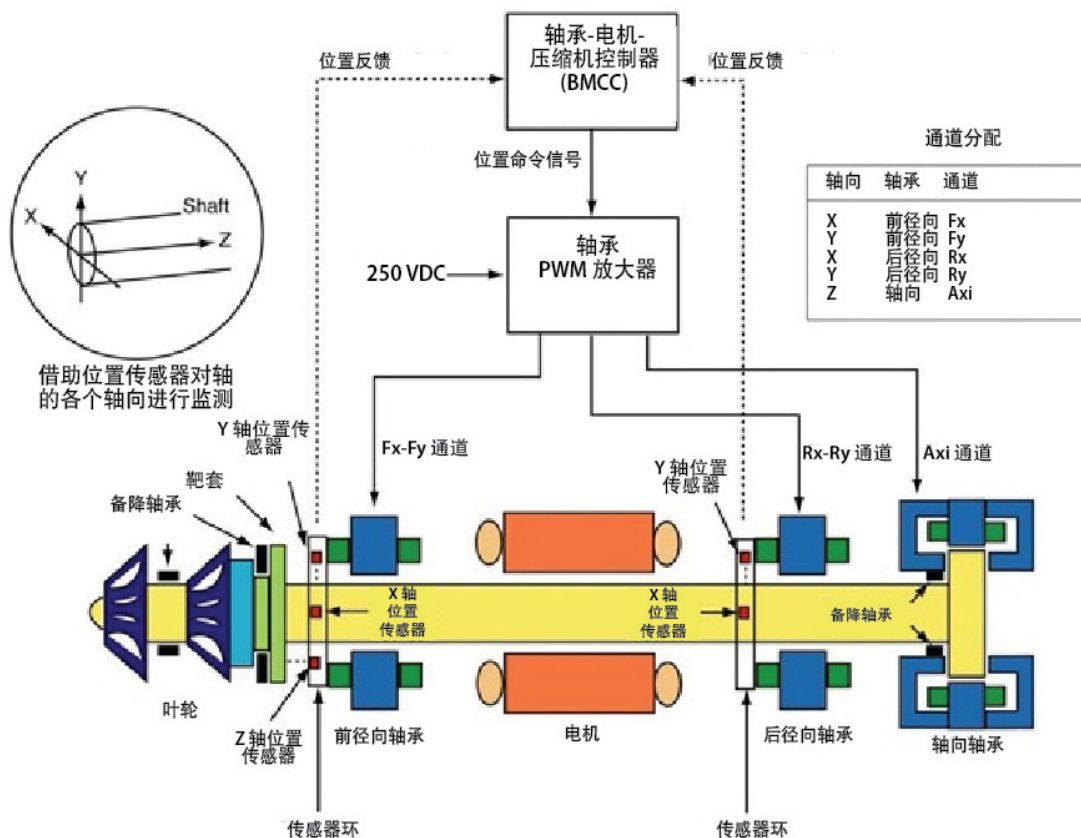 轴承-电机-
压缩机控制器
(BMCC)
位置反馈
位置反馈
位置命令信号
通道分配
轴向 轴承 通道
X 前径向 Fx
Y 前径向 Fy
X 后径向 Rx
Y 后径向 Ry
Z 轴向 Axi
Y
X
Shaft
Z
借助位置传感器对轴
的各个轴向进行监测
250 VDC
轴承
PWM 放大器
Y 轴位置传
感器
Fx-Fy 通道
Rx-Ry 通道
Axi 通道
靶套
备降轴承
Y 轴位置
传感器
X 轴
位置
传感器
X 轴
位置
传感器
备降轴承
叶轮
Z 轴位置
传感器
前径向轴承
电机
后径向轴承
轴向轴承
传感器环
传感器环